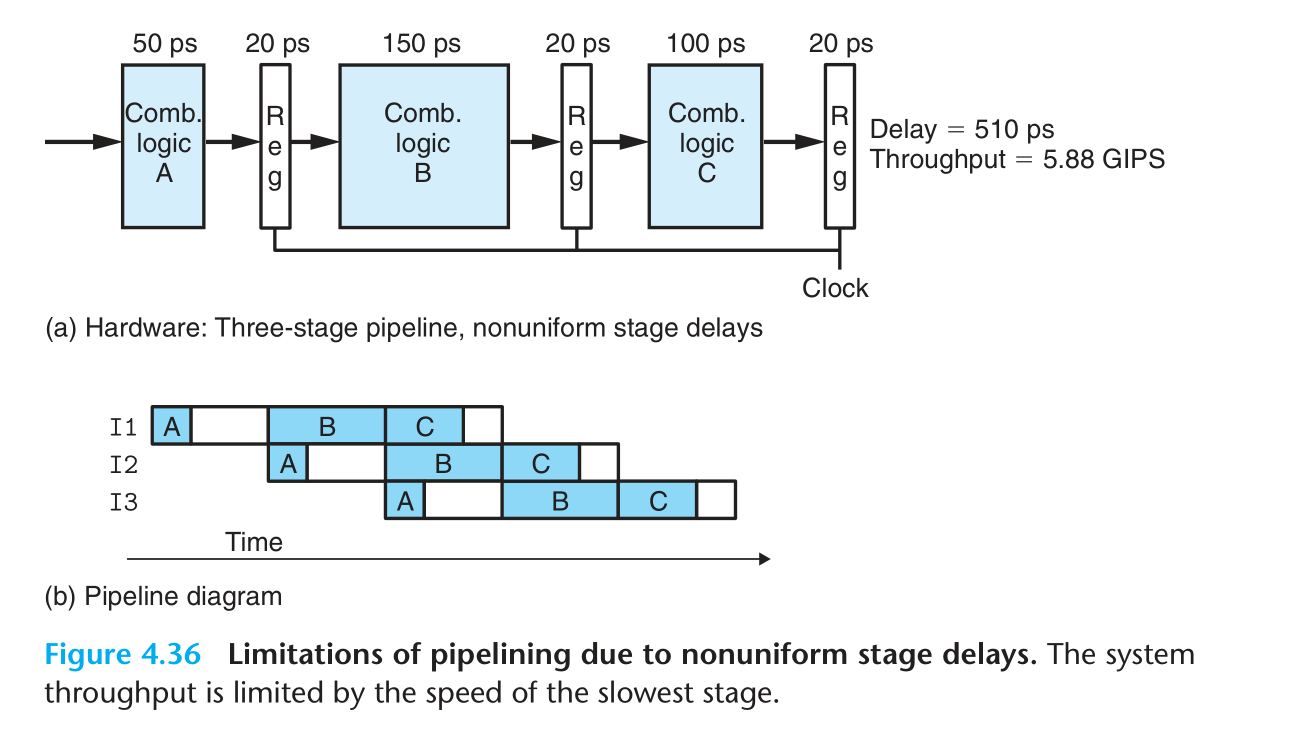 50 ps 20 ps 150 ps 20 ps 100 ps 20 ps
Comb.
logic
A
R
e
g
Comb.
logic
B
R
e
g
Comb.
logic
C
R
e
g
Delay = 510 ps
Throughput = 5.88 GIPS
Clock
(a) Hardware: Three-stage pipeline, nonuniform stage delays
I1 A B C
I2 A B C
I3 A B C
Time
(b) Pipeline diagram
Figure 4.36 Limitations of pipelining due to nonuniform stage delays. The system
throughput is limited by the speed of the slowest stage.